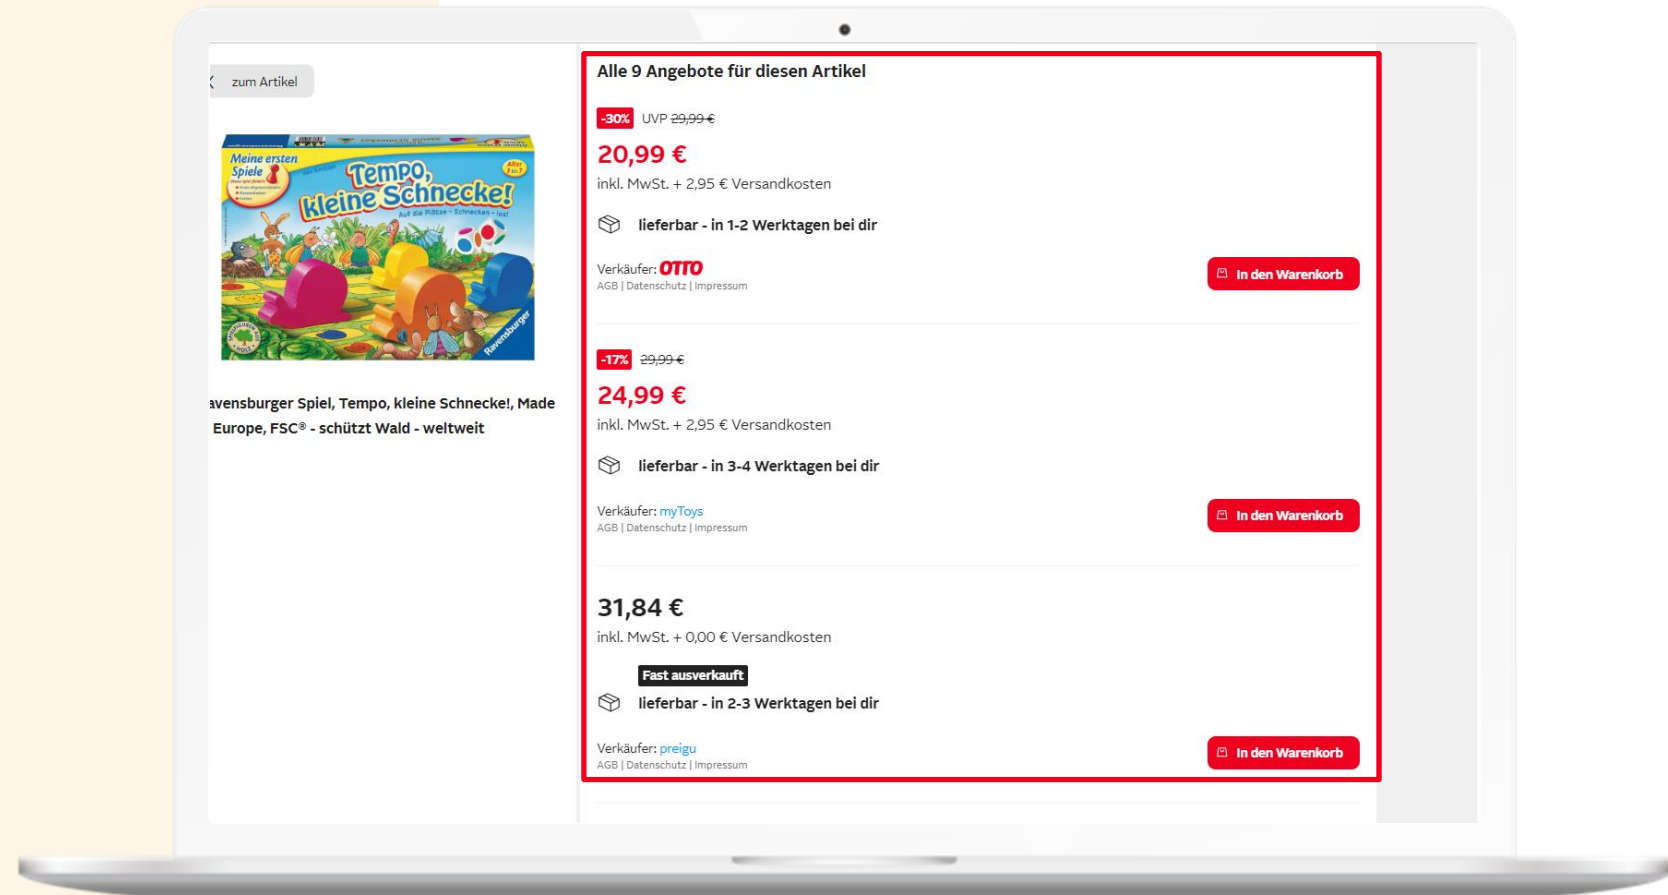 zum Artikel
Meine ersten
Spiele
Tempo,
kleine Schnecke!
Auf die Plätze - Schnecken - los!
Alter
Ravensburger
avensburger Spiel, Tempo, kleine Schnecke!, Made
Europe, FSC® - schützt Wald - weltweit
Alle 9 Angebote für diesen Artikel
-30% UVP 29,99 €
20,99 €
inkl. MwSt. + 2,95 € Versandkosten
lieferbar - in 1-2 Werktagen bei dir
Verkäufer: OTTO
AGB | Datenschutz | Impressum
In den Warenkorb
-17% 29,99 €
24,99 €
inkl. MwSt. + 2,95 € Versandkosten
lieferbar - in 3-4 Werktagen bei dir
Verkäufer: myToys
AGB | Datenschutz | Impressum
In den Warenkorb
31,84 €
inkl. MwSt. + 0,00 € Versandkosten
Fast ausverkauft
lieferbar - in 2-3 Werktagen bei dir
Verkäufer: preigu
AGB | Datenschutz | Impressum
In den Warenkorb